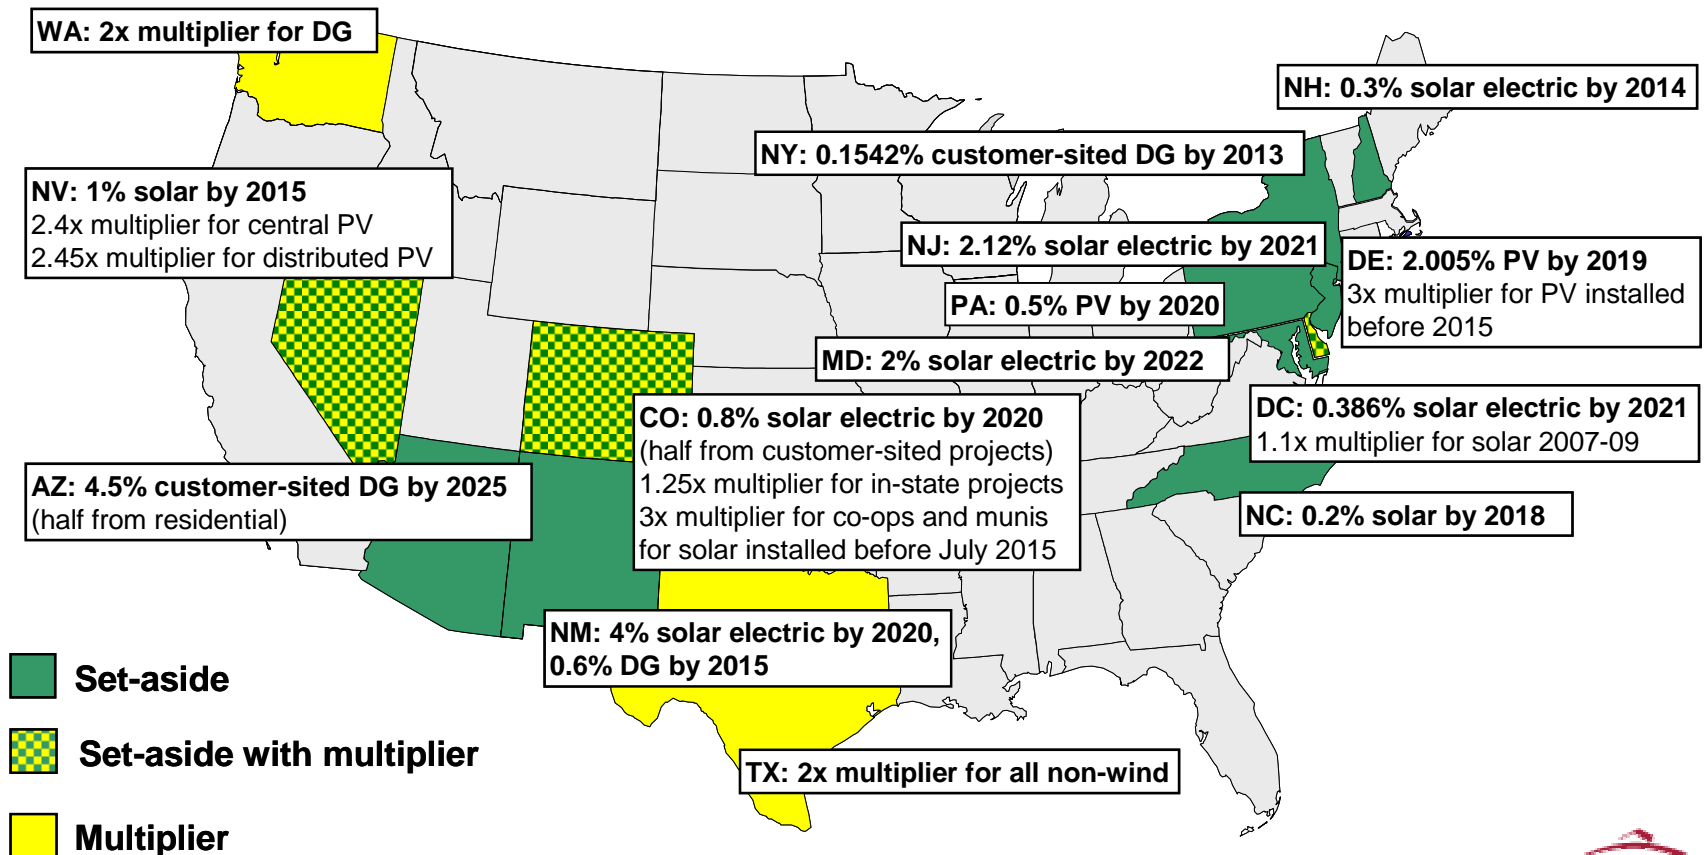 WA: 2x multiplier for DG
NH: 0.3% solar electric by 2014
NY: 0.1542% customer-sited DG by 2013
NV: 1% solar by 2015
2.4x multiplier for central PV
2.45x multiplier for distributed PV
NJ: 2.12% solar electric by 2021
DE: 2.005% PV by 2019
3x multiplier for PV installed
before 2015
PA: 0.5% PV by 2020
MD: 2% solar electric by 2022
CO: 0.8% solar electric by 2020
(half from customer-sited projects)
1.25x multiplier for in-state projects
3x multiplier for co-ops and munis
for solar installed before July 2015
DC: 0.386% solar electric by 2021
1.1x multiplier for solar 2007-09
AZ: 4.5% customer-sited DG by 2025
(half from residential)
NC: 0.2% solar by 2018
NM: 4% solar electric by 2020,
0.6% DG by 2015
TX: 2x multiplier for all non-wind
Set-aside
Set-aside with multiplier
Multiplier